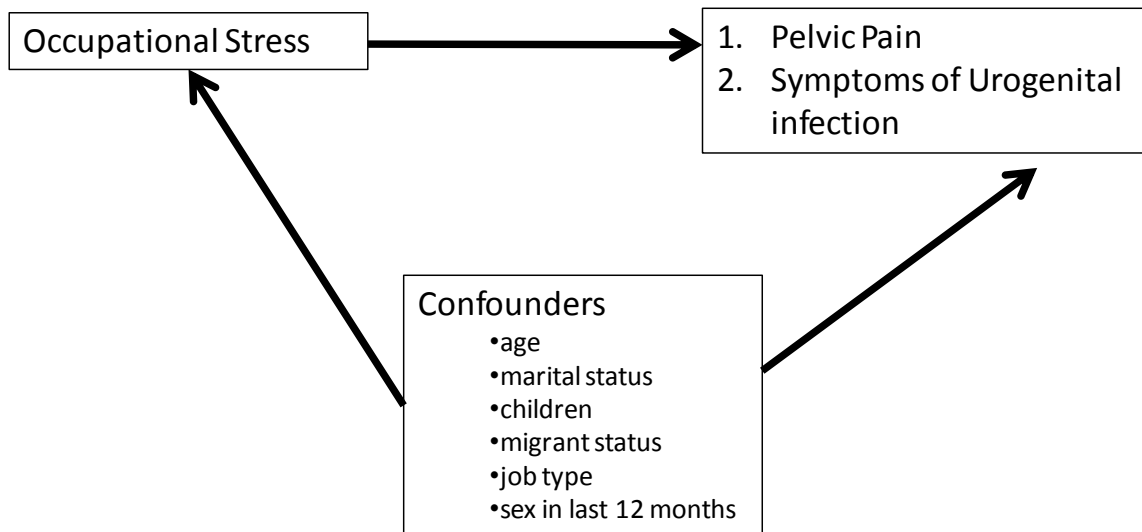 Occupational Stress
1. Pelvic Pain
2. Symptoms of Urogenital
infection
Confounders
•age
•marital status
•children
•migrant status
•job type
•sex in last 12 months